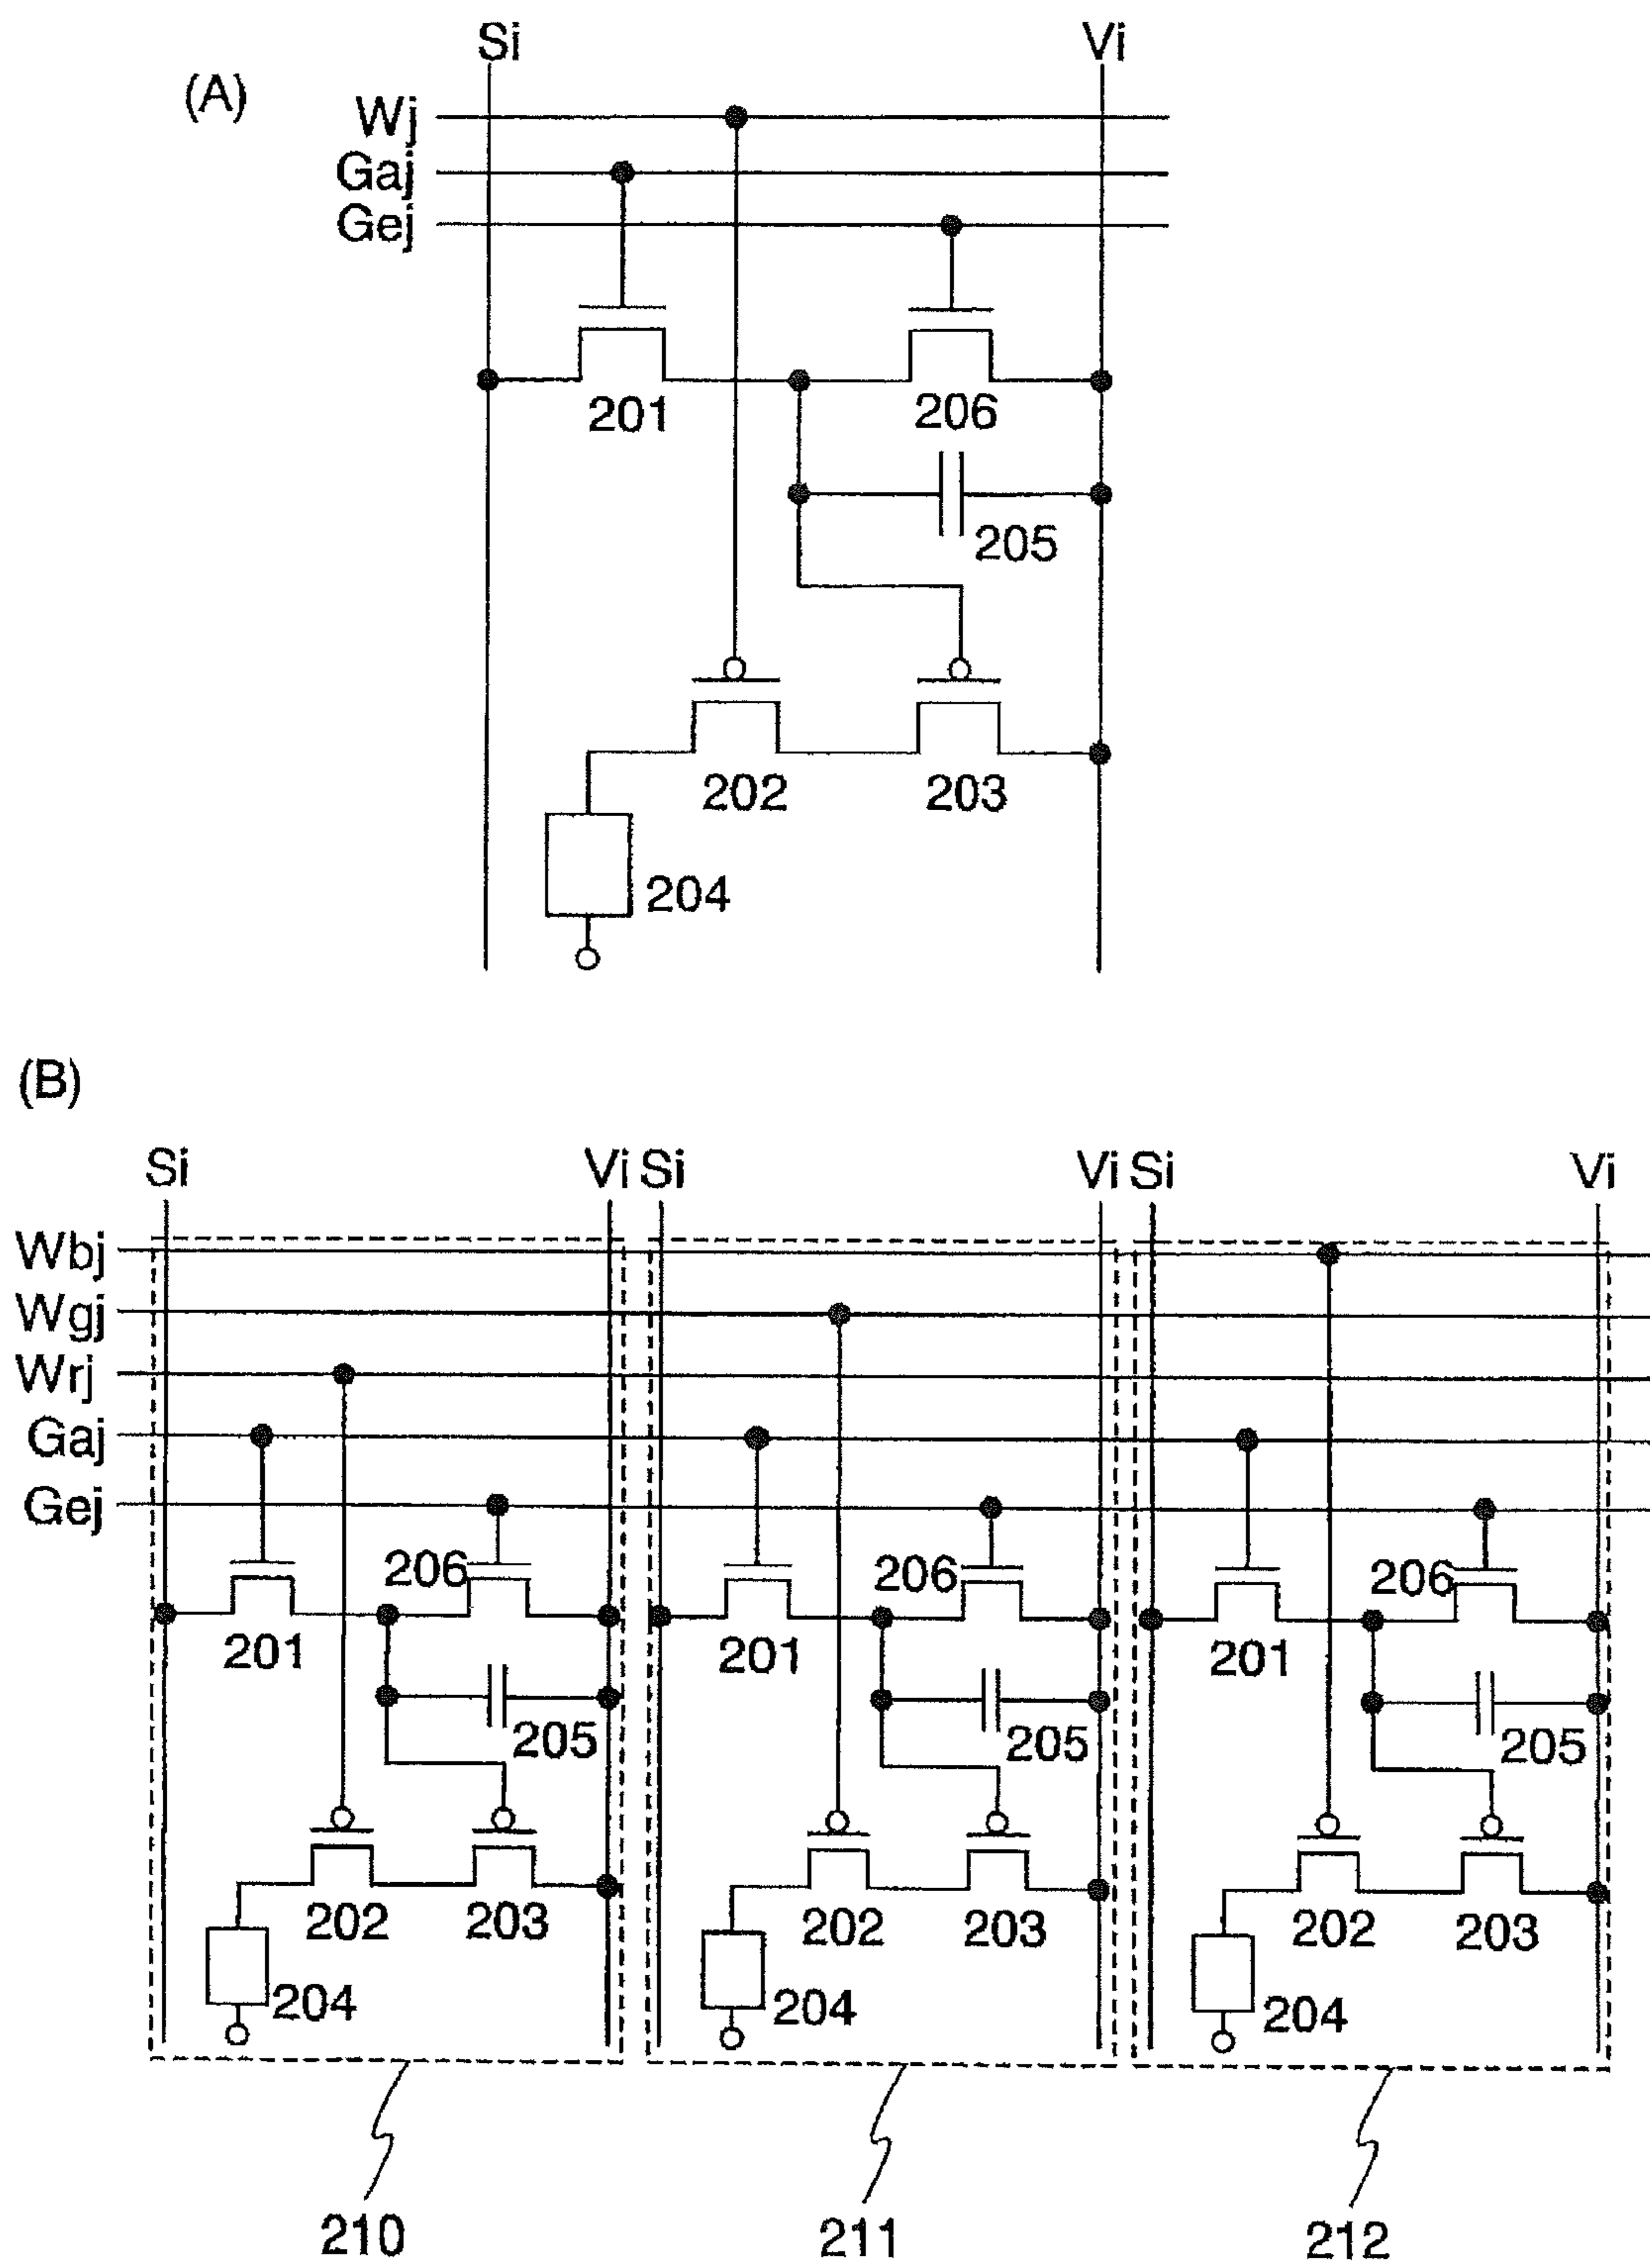 (A)
Si Vi
Wj
Gaj
Gej
201 206
205
202 203
204
(B)
Si Vi Si Vi Si Vi
Wbj
Wgj
Wrj
Gaj
Gej
206 206 206
201 201 201
205 205 205
202 203 202 203 202 203
204 204 204
210 211 212